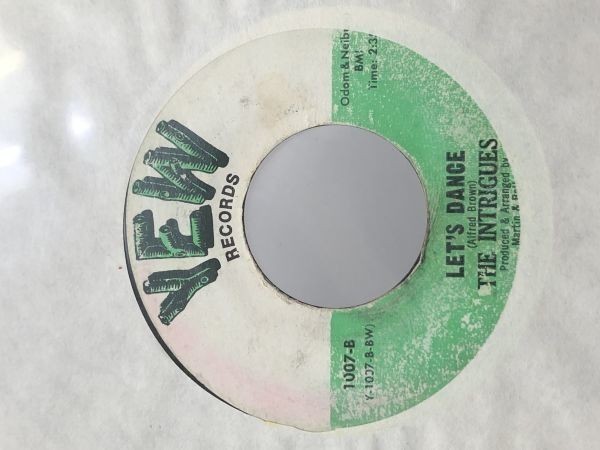 YEW
RECORDS
Odom & Neibu
BMI
Time: 2:3
1007-B
(Y-1007-B-BW)
LET'S DANCE
(Alfred Brown)
THE INTRIGUES
Produced & Arranged by
Martin &